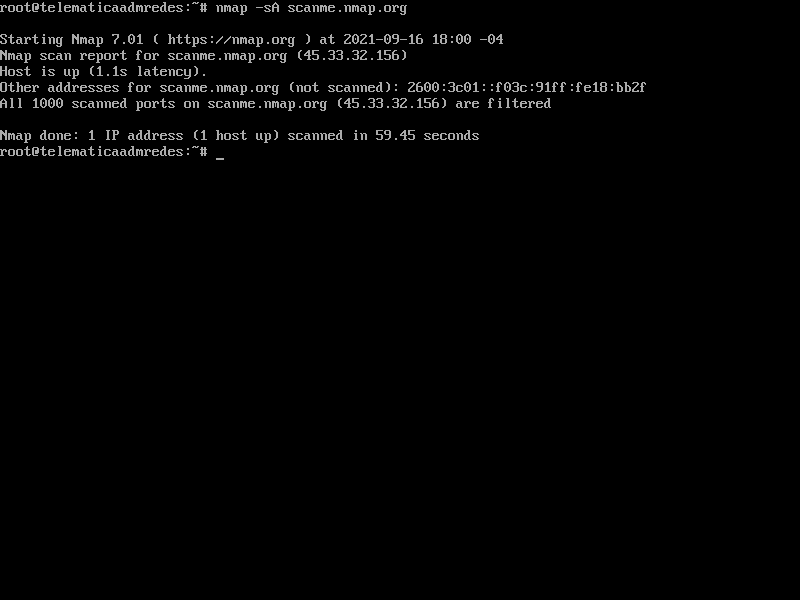 root@telematicaadmredes:~# nmap -sA scanme.nmap.org
Starting Nmap 7.01 ( https://nmap.org ) at 2021-09-16 18:00 -04
Nmap scan report for scanme.nmap.org (45.33.32.156)
Host is up (1.1s latency).
Other addresses for scanme.nmap.org (not scanned): 2600:3c01::f03c:91ff:fe18:bb2f
All 1000 scanned ports on scanme.nmap.org (45.33.32.156) are filtered
Nmap done: 1 IP address (1 host up) scanned in 59.45 seconds
root@telematicaadmredes:~# _